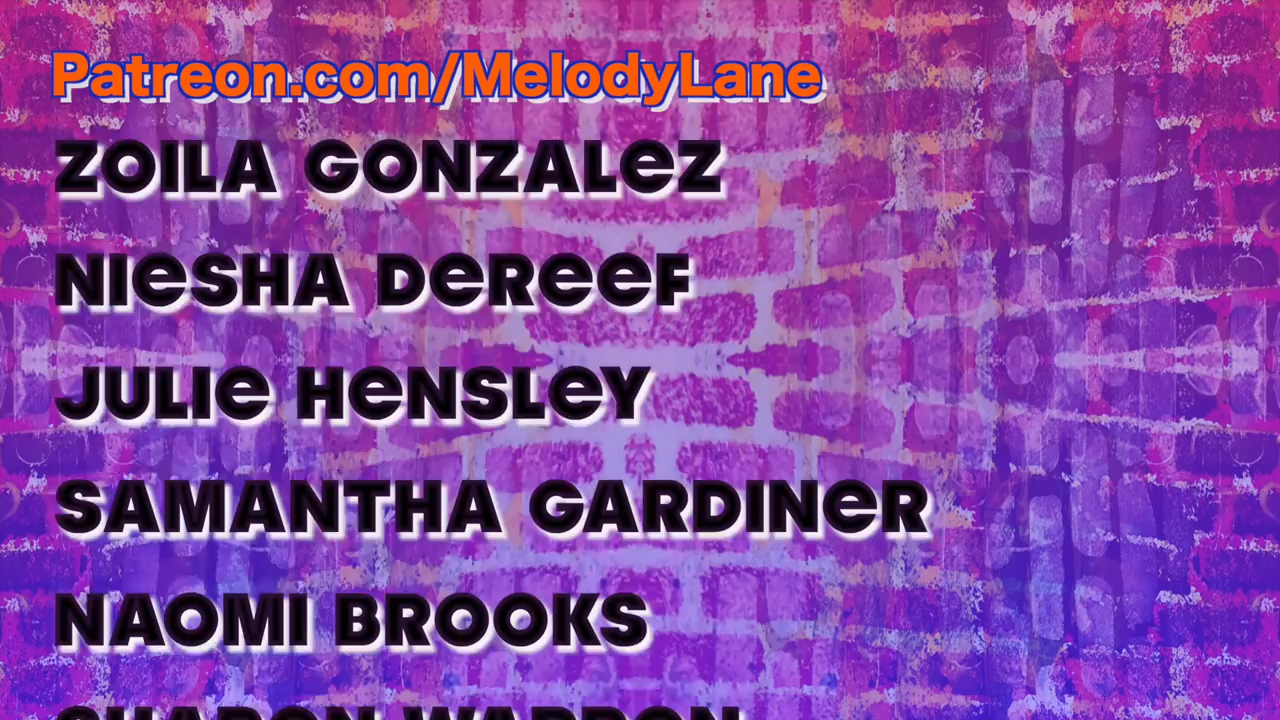 Patreon.com/MelodyLane
ZOILA GONZALeZ
NIeSHA DeReeF
JULIe HeNSLeY
SAMANTHA GARDINeR
NAOMI BROOKS